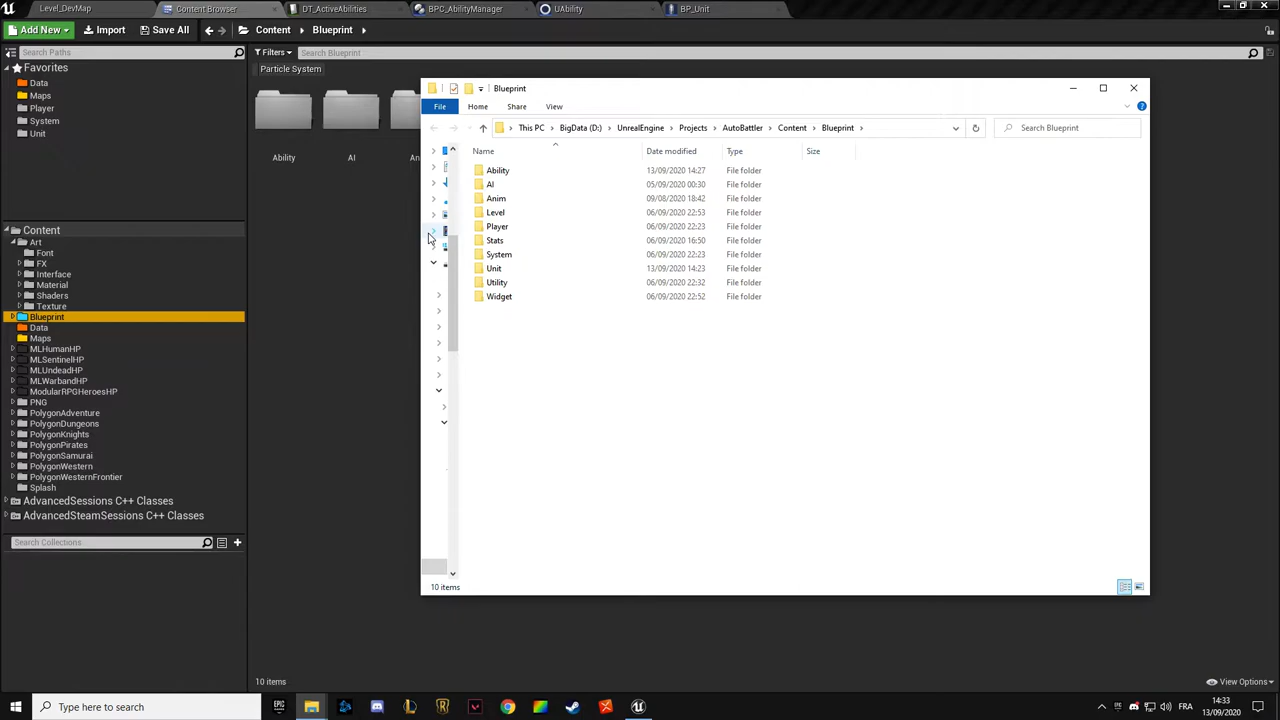 Level_DevMap
Content Browser
DT_ActiveAbilities
BPC_AbilityManager
UAbility
BP_Unit
Add New
Import
Save All
Content
Blueprint
Search Paths
Filters
Search Blueprint
Favorites
Particle System
Data
Maps
Player
System
Unit
Ability
AI
An
Content
Art
Font
FX
Interface
Material
Shaders
Texture
Blueprint
Data
Maps
MLHumanHP
MLSentinelHP
MLUndeadHP
MLWarbandHP
ModularRPGHeroesHP
PNG
PolygonAdventure
PolygonDungeons
PolygonKnights
PolygonPirates
PolygonSamurai
PolygonWestern
PolygonWesternFrontier
Splash
AdvancedSessions C++ Classes
AdvancedSteamSessions C++ Classes
Search Collections
Blueprint
File Home Share View
This PC > BigData (D:) > UnrealEngine > Projects > AutoBattler > Content > Blueprint >
Search Blueprint
Name Date modified Type Size
Ability 13/09/2020 14:27 File folder
AI 05/09/2020 00:30 File folder
Anim 09/08/2020 18:42 File folder
Level 06/09/2020 22:53 File folder
Player 06/09/2020 22:23 File folder
Stats 06/09/2020 16:50 File folder
System 06/09/2020 22:23 File folder
Unit 13/09/2020 14:23 File folder
Utility 06/09/2020 22:32 File folder
Widget 06/09/2020 22:52 File folder
10 items
10 items
View Options
Type here to search
EPIC
FRA
14:33
13/09/2020